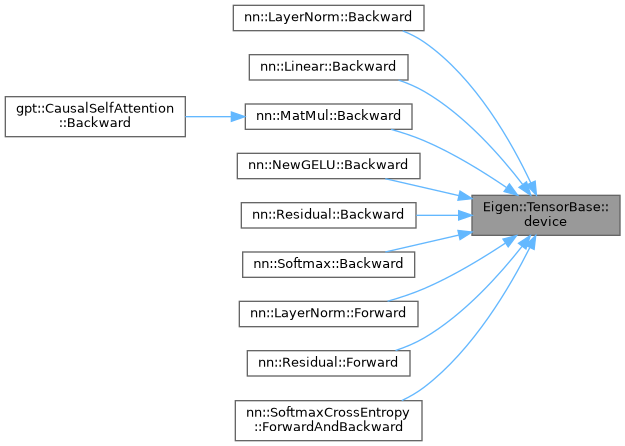 nn::LayerNorm::Backward
nn::Linear::Backward
gpt::CausalSelfAttention
::Backward
nn::MatMul::Backward
nn::NewGELU::Backward
nn::Residual::Backward
Eigen::TensorBase::
device
nn::Softmax::Backward
nn::LayerNorm::Forward
nn::Residual::Forward
nn::SoftmaxCrossEntropy
::ForwardAndBackward